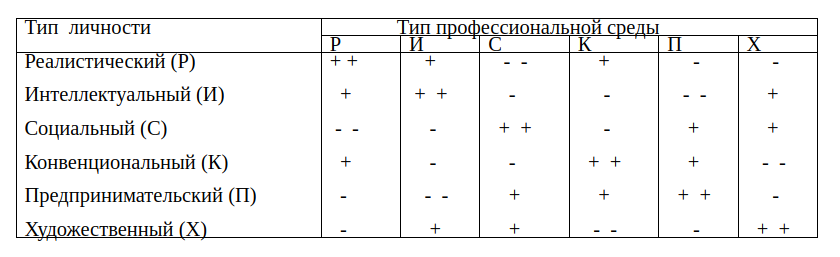 Тип личности Тип профессиональной среды
Р И С К П Х
Реалистический (Р) + + + - - + - -
Интеллектуальный (И) + + + - - - - +
Социальный (С) - - - + + - + +
Конвенциональный (К) + - - + + + - -
Предпринимательский (П) - - - + + + + -
Художественный (Х) - + + - - - + +